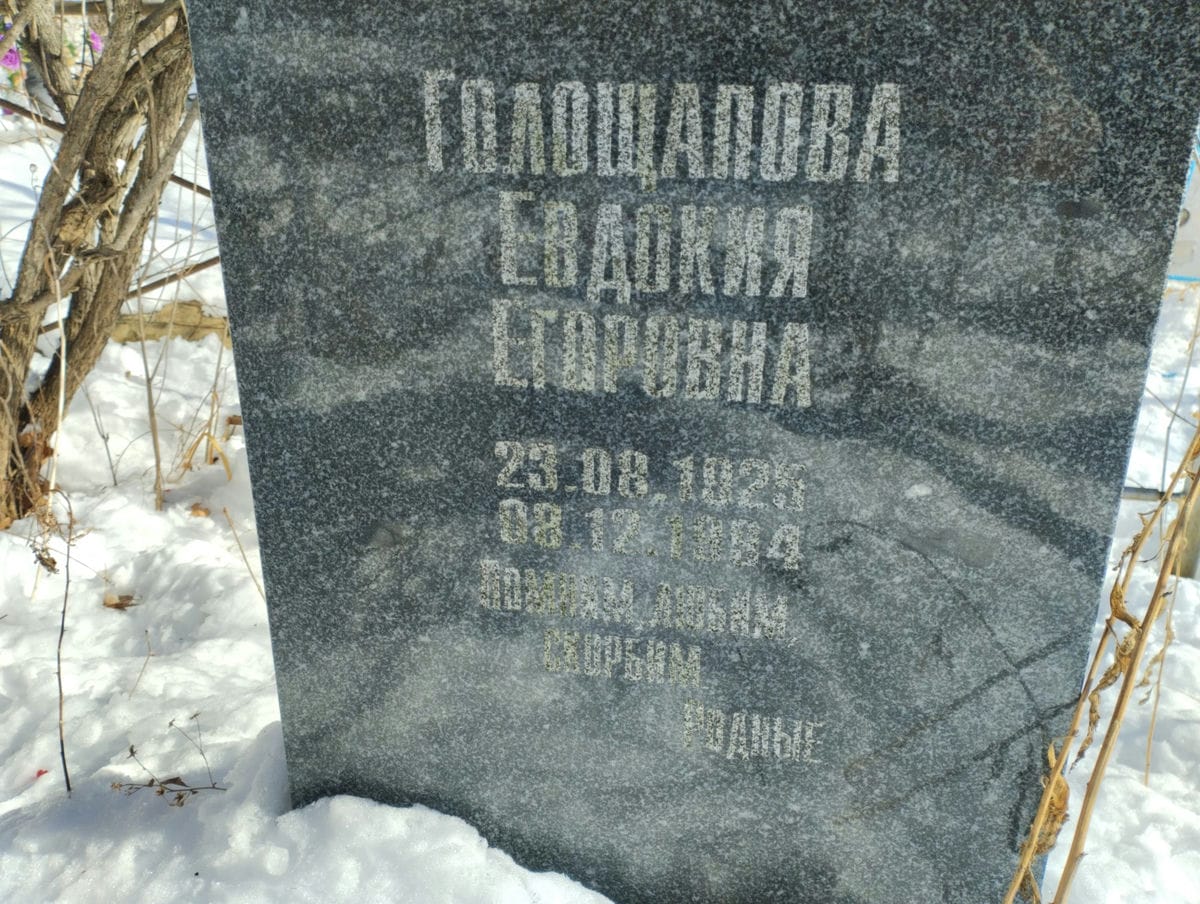 Голощапова
Евдокия
Егоровна
23.08.1925
08.12.1984
Помним, любим,
скорбим
Родные